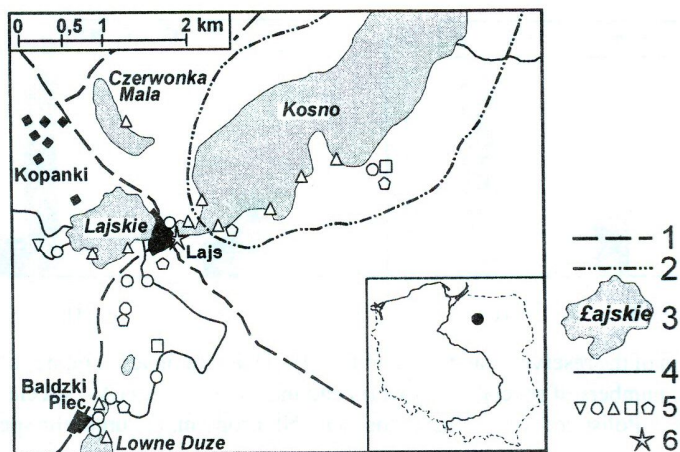 0 0,5 1 2 km
Czerwonka
Mala
Kosno
Kopanki
Lajskie
Lajs
Baldzki
Piec
Lowne Duze
1
2
£ajskie 3
4
5
6